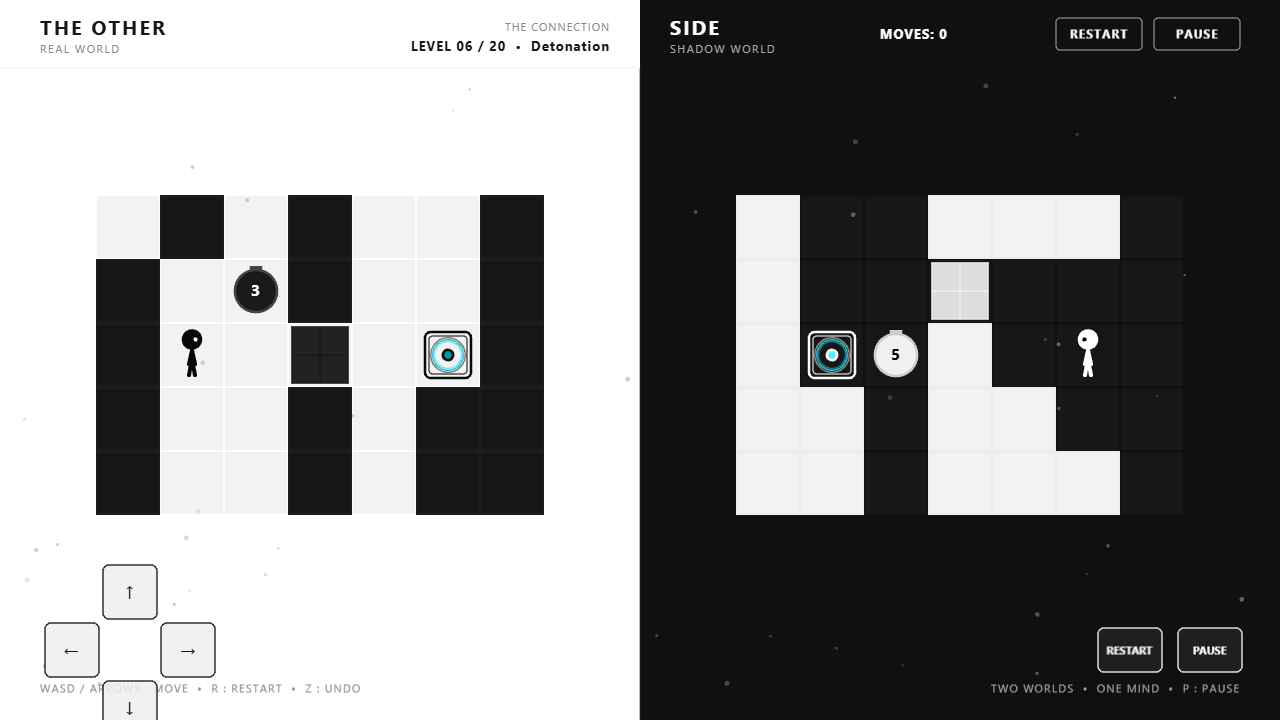 THE OTHER
REAL WORLD
THE CONNECTION
LEVEL 06 / 20 • Detonation
SIDE
SHADOW WORLD
MOVES: 0
RESTART
PAUSE
3
5
↑
←
→
↓
WASD / ARROWS : MOVE • R : RESTART • Z : UNDO
RESTART
PAUSE
TWO WORLDS • ONE MIND • P : PAUSE